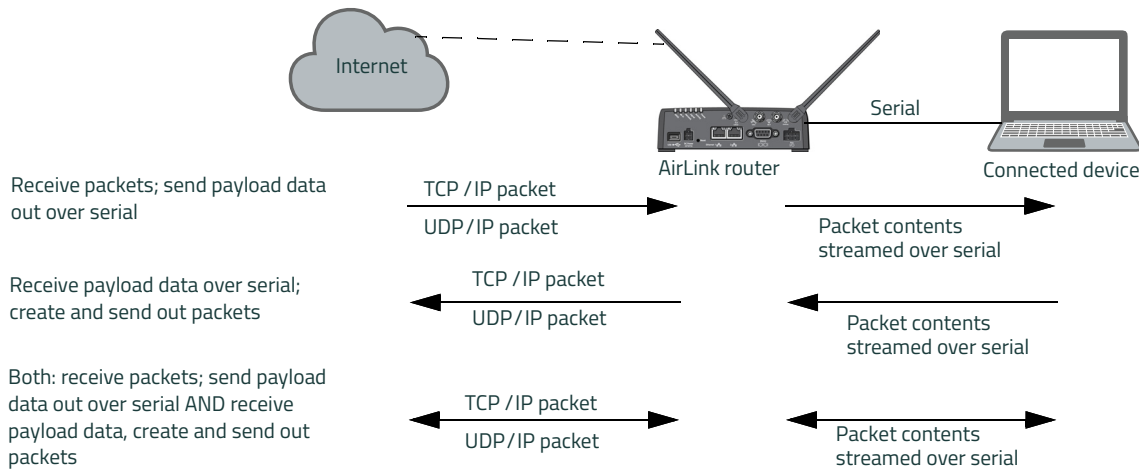 Internet
Serial
AirLink router
Connected device
Receive packets; send payload data
out over serial
TCP /IP packet
UDP/IP packet
Packet contents
streamed over serial
Receive payload data over serial;
create and send out packets
TCP /IP packet
UDP/IP packet
Packet contents
streamed over serial
Both: receive packets; send payload
data out over serial AND receive
payload data, create and send out
packets
TCP /IP packet
UDP/IP packet
Packet contents
streamed over serial